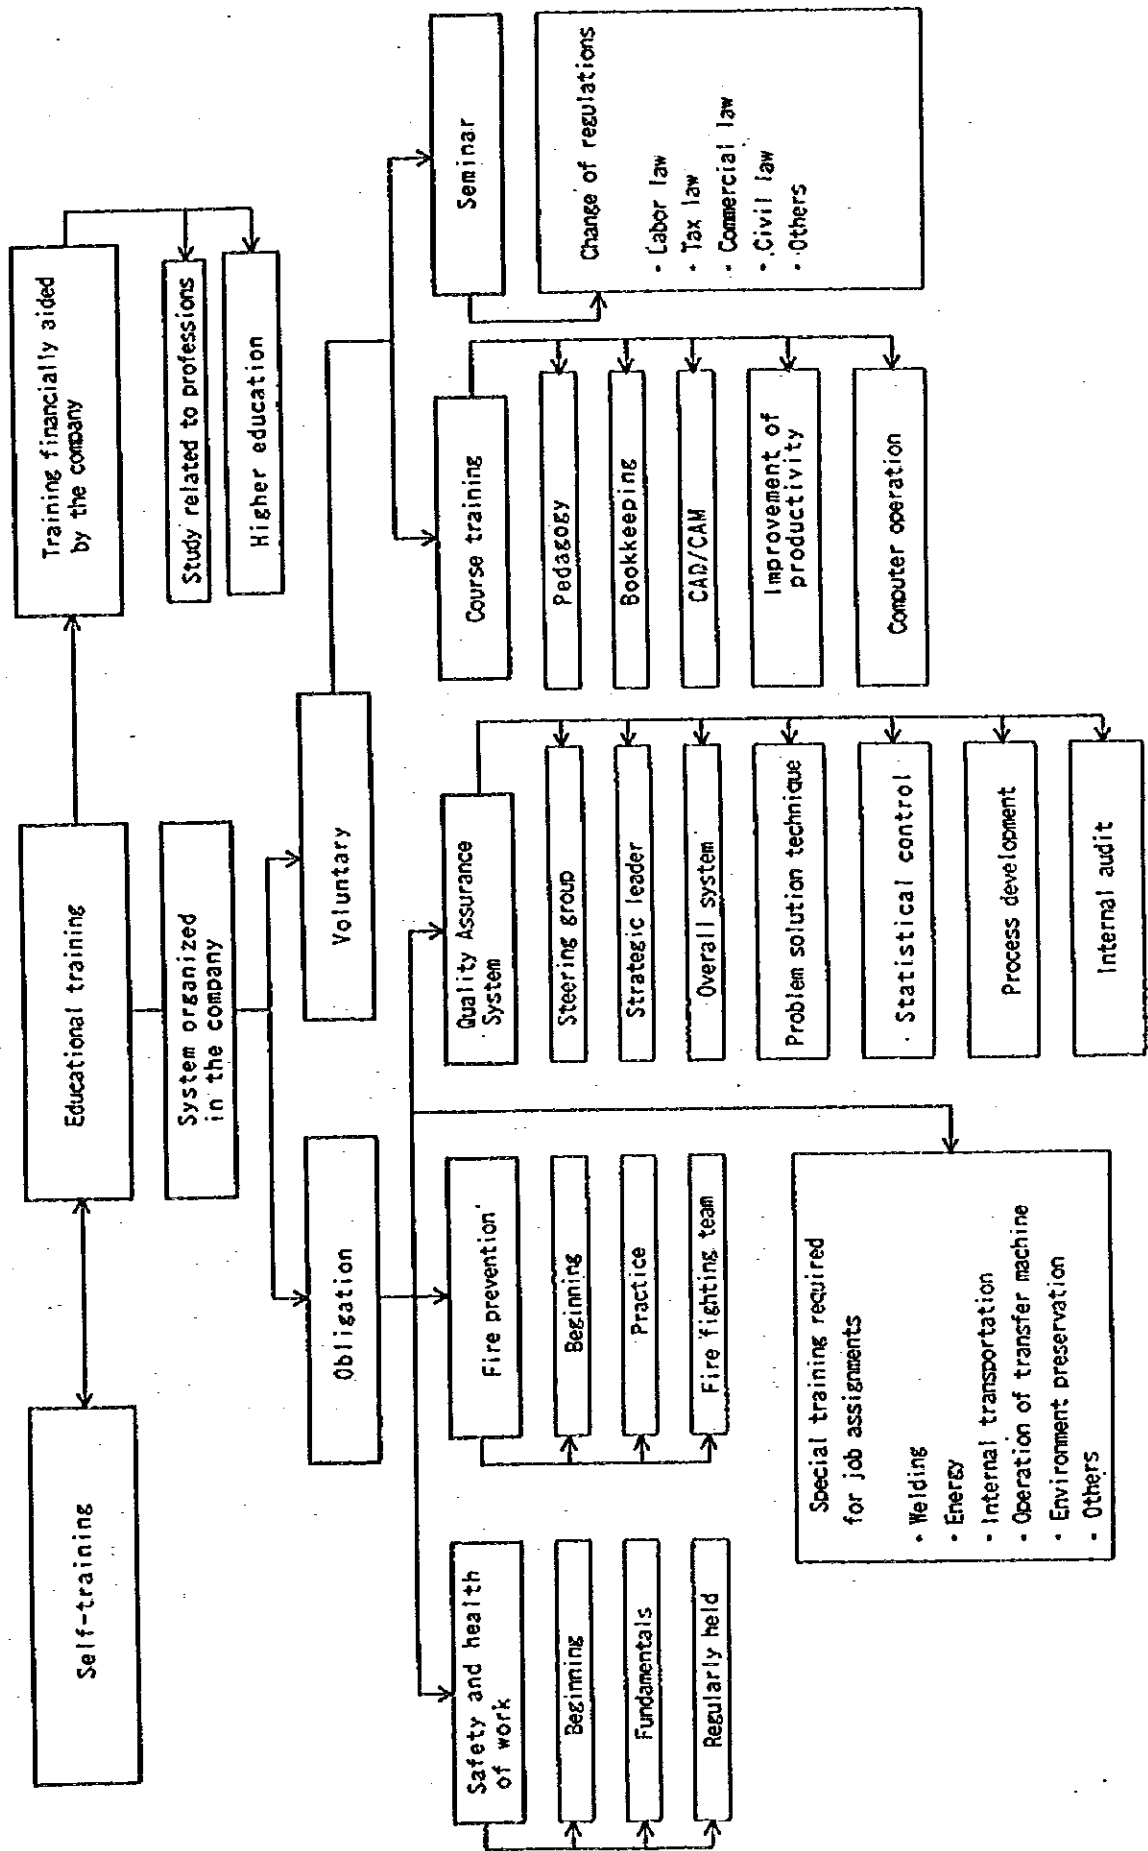 Self-training
Educational training
Training financially aided
by the company
Study related to professions
Higher education
System organized
in the company
Obligation
Voluntary
Safety and health
of work
Beginning
Fundamentals
Regularly held
Fire prevention
Beginning
Practice
Fire fighting team
Special training required
for job assignments
• Welding
• Energy
• Internal transportation
• Operation of transfer machine
• Environment preservation
• Others
Quality Assurance
System
Steering group
Strategic leader
Overall system
Problem solution technique
Statistical control
Process development
Internal audit
Course training
Pedagogy
Bookkeeping
CAD/CAM
Improvement of
productivity
Computer operation
Seminar
Change of regulations
• Labor law
• Tax law
• Commercial law
• Civil law
• Others